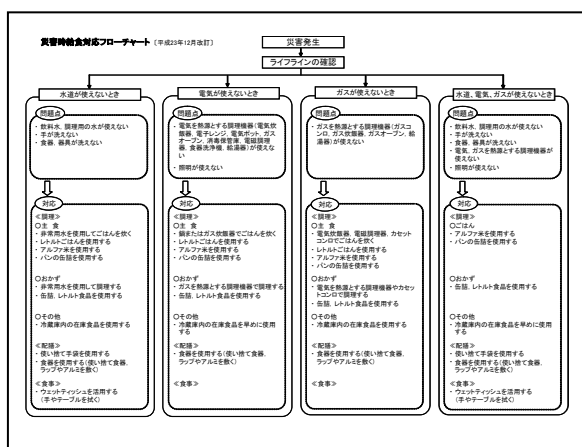 災害時給食対応フローチャート [平成23年12月改訂]
災害発生
ライフラインの確認
水道が使えないとき
問題点
・飲料水、調理用の水が使えない
・手が洗えない
・食器、器具が洗えない
対応
≪調理≫
○主 食
・非常用水を使用してごはんを炊く
・レトルトごはんを使用する
・アルファ米を使用する
・パンの缶詰を使用する
○おかず
・非常用水を使用して調理する
・缶詰、レトルト食品を使用する
○その他
・冷蔵庫内の在庫食品を使用する
≪配膳≫
・使い捨て手袋を使用する
・食器を使用する(使い捨て食器、
ラップやアルミを敷く)
≪食事≫
・ウェットティッシュを活用する
(手やテーブルを拭く)
電気が使えないとき
問題点
・電気を熱源とする調理機器(電気炊
飯器、電子レンジ、電気ポット、ガス
オーブン、消毒保管庫、電磁調理
器、食器洗浄機、給湯器)が使えな
い
・照明が使えない
対応
≪調理≫
○主 食
・鍋またはガス炊飯器でごはんを炊く
・レトルトごはんを使用する
・アルファ米を使用する
・パンの缶詰を使用する
○おかず
・ガスを熱源とする調理機器で調理する
・缶詰、レトルト食品を使用する
○その他
・冷蔵庫内の在庫食品を早めに使用
する
≪配膳≫
・食器を使用する(使い捨て食器、
ラップやアルミを敷く)
≪食事≫
ガスが使えないとき
問題点
・ガスを熱源とする調理機器(ガスコ
ンロ、ガス炊飯器、ガスオーブン、給
湯器)が使えない
対応
≪調理≫
○主 食
・電気炊飯器、電磁調理器、カセット
コンロでごはんを炊く
・レトルトごはんを使用する
・アルファ米を使用する
・パンの缶詰を使用する
○おかず
・電気を熱源とする調理機器やカセッ
トコンロで調理する
・缶詰、レトルト食品を使用する
○その他
・冷蔵庫内の在庫食品を使用する
≪配膳≫
・食器を使用する(使い捨て食器、
ラップやアルミを敷く)
≪食事≫
水道、電気、ガスが使えないとき
問題点
・飲料水、調理用の水が使えない
・手が洗えない
・食器、器具が洗えない
・電気、ガスを熱源とする調理機器が
使えない
・照明が使えない
対応
≪調理≫
○ごはん
・アルファ米を使用する
・パンの缶詰を使用する
○おかず
・缶詰、レトルト食品を使用する
○その他
・冷蔵庫内の在庫食品を早めに使用
する
≪配膳≫
・使い捨て手袋を使用する
・食器を使用する(使い捨て食器、
ラップやアルミを敷く)
≪食事≫
・ウェットティッシュを活用する
(手やテーブルを拭く)